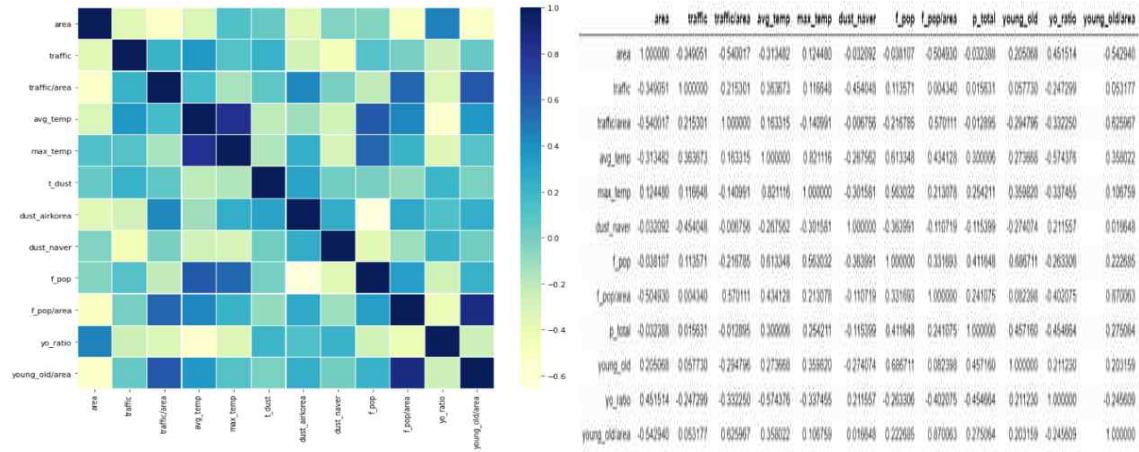 area
traffic
traffic/area
avg_temp
max_temp
t_dust
dust_airkorea
dust_naver
f_pop
f_pop/area
yo_ratio
young_old/area
area
traffic
traffic/area
avg_temp
max_temp
t_dust
dust_airkorea
dust_naver
f_pop
f_pop/area
yo_ratio
young_old/area
1.0
0.8
0.6
0.4
0.2
0.0
-0.2
-0.4
-0.6
area traffic traffic/area avg_temp max_temp dust_naver f_pop f_pop/area p_total young_old yo_ratio young_old/area
area 1.000000 -0.349051 -0.540017 -0.313482 0.124480 -0.032092 -0.038107 -0.504930 -0.032388 0.205068 0.451514 -0.542940
traffic -0.349051 1.000000 0.215301 0.363673 0.116648 -0.454048 0.113571 0.004340 0.015631 0.057730 -0.247299 0.053177
traffic/area -0.540017 0.215301 1.000000 0.163315 -0.140991 -0.006756 -0.216785 0.570111 -0.012895 -0.294796 -0.332250 0.625967
avg_temp -0.313482 0.363673 0.163315 1.000000 0.821116 -0.267562 0.613348 0.434128 0.300006 0.273668 -0.574376 0.358022
max_temp 0.124480 0.116648 -0.140991 0.821116 1.000000 -0.301581 0.563032 0.213078 0.254211 0.359820 -0.337455 0.106759
dust_naver -0.032092 -0.454048 -0.006756 -0.267562 -0.301581 1.000000 -0.363991 -0.110719 -0.115399 -0.274074 0.211557 0.016648
f_pop -0.038107 0.113571 -0.216785 0.613348 0.563032 -0.363991 1.000000 0.331693 0.411648 0.686711 -0.263306 0.222685
f_pop/area -0.504930 0.004340 0.570111 0.434128 0.213078 -0.110719 0.331693 1.000000 0.241075 0.082398 -0.402075 0.870063
p_total -0.032388 0.015631 -0.012895 0.300006 0.254211 -0.115399 0.411648 0.241075 1.000000 0.457160 -0.454664 0.275064
young_old 0.205068 0.057730 -0.294796 0.273668 0.359820 -0.274074 0.686711 0.082398 0.457160 1.000000 0.211230 0.203159
yo_ratio 0.451514 -0.247299 -0.332250 -0.574376 -0.337455 0.211557 -0.263306 -0.402075 -0.454664 0.211230 1.000000 -0.245609
young_old/area -0.542940 0.053177 0.625967 0.358022 0.106759 0.016648 0.222685 0.870063 0.275064 0.203159 -0.245609 1.000000